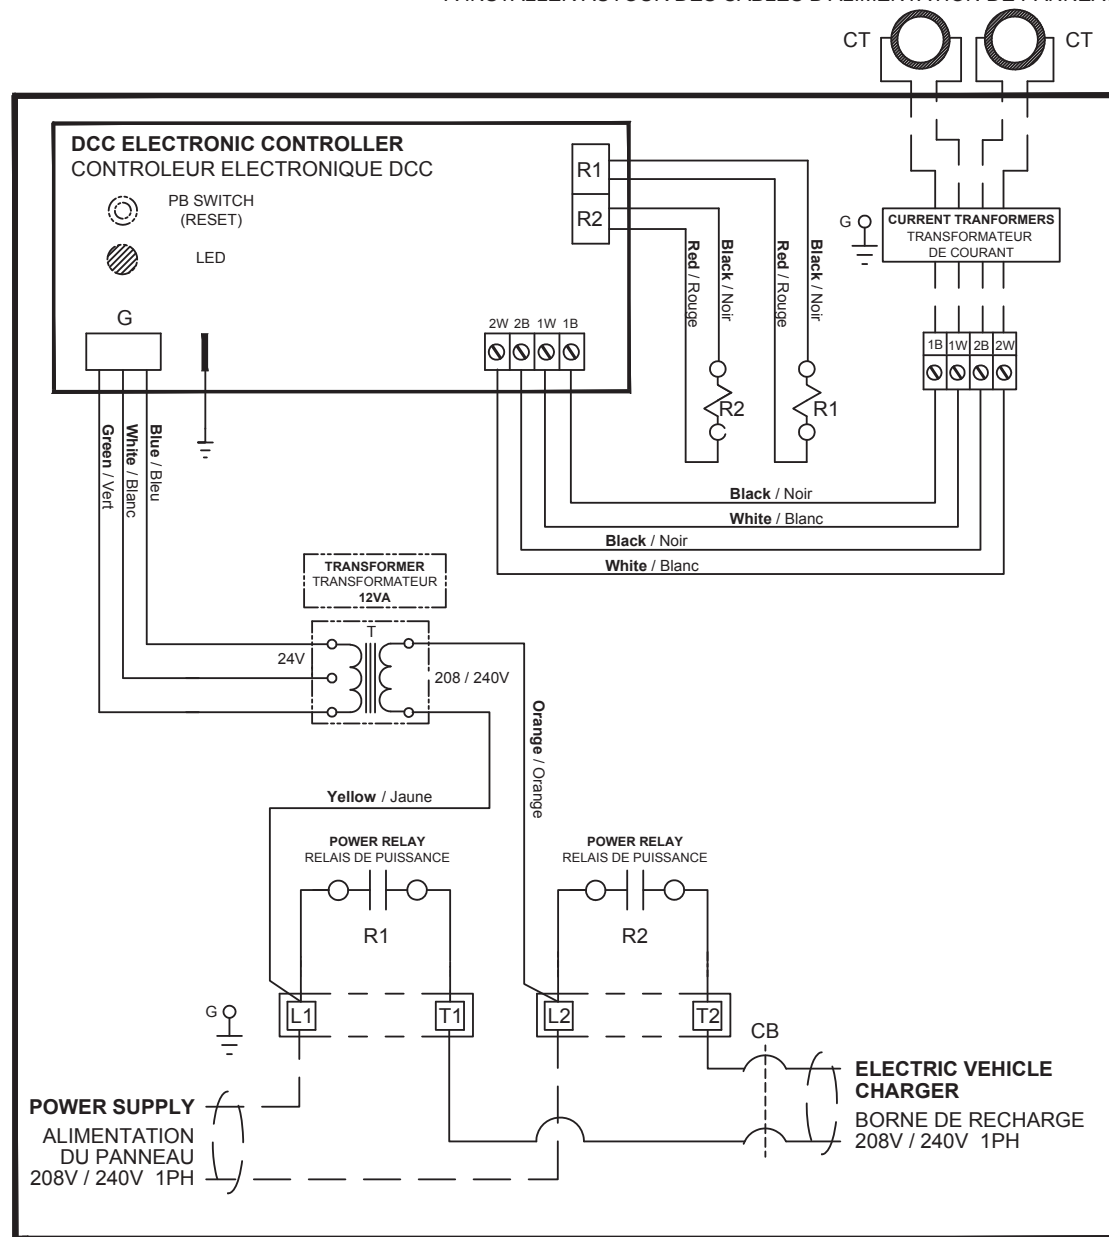 CT
CT
DCC ELECTRONIC CONTROLLER
CONTROLEUR ELECTRONIQUE DCC
PB SWITCH
(RESET)
LED
G
R1
R2
2W 2B 1W 1B
Red / Rouge
Black / Noir
Red / Rouge
Black / Noir
R2
R1
G
CURRENT TRANFORMERS
TRANSFORMATEUR
DE COURANT
1B 1W 2B 2W
Green / Vert
White / Blanc
Blue / Bleu
Black / Noir
White / Blanc
Black / Noir
White / Blanc
TRANSFORMER
TRANSFORMATEUR
12VA
T
24V
208 / 240V
Orange / Orange
Yellow / Jaune
POWER RELAY
RELAIS DE PUISSANCE
R1
POWER RELAY
RELAIS DE PUISSANCE
R2
G
L1
T1
L2
T2
CB
POWER SUPPLY
ALIMENTATION
DU PANNEAU
208V / 240V 1PH
ELECTRIC VEHICLE
CHARGER
BORNE DE RECHARGE
208V / 240V 1PH